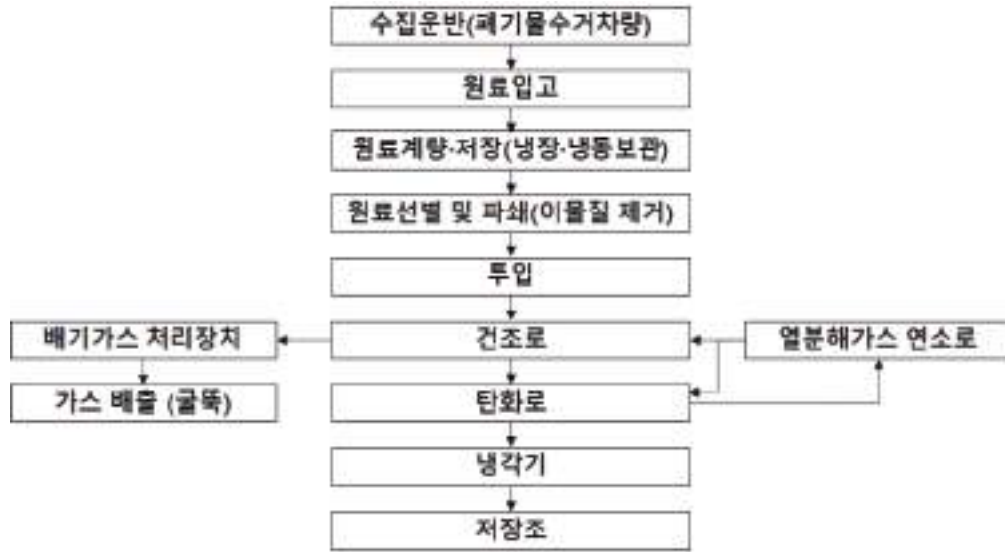 수집운반(폐기물수거차량)
원료입고
원료계량·저장(냉장·냉동보관)
원료선별 및 파쇄(이물질 제거)
투입
배기가스 처리장치
건조로
열분해가스 연소로
가스 배출 (굴뚝)
탄화로
냉각기
저장조